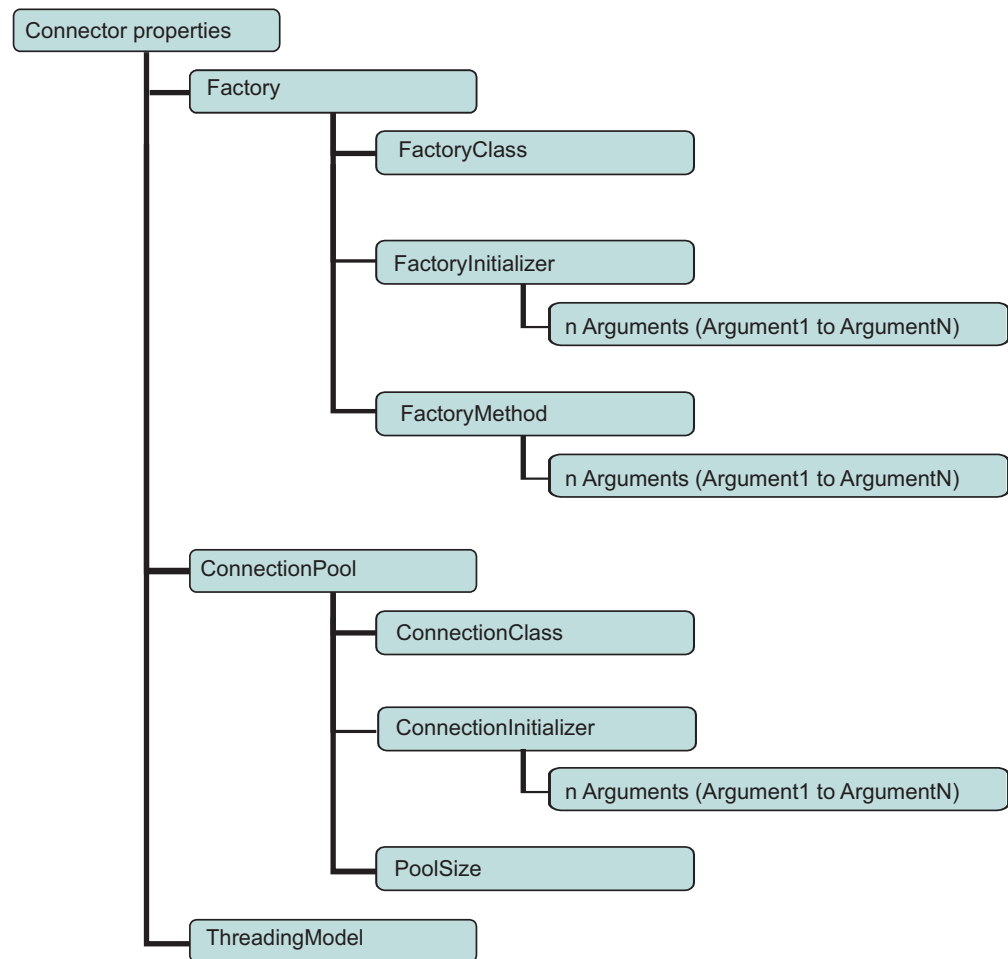 Connector properties
Factory
FactoryClass
FactoryInitializer
n Arguments (Argument1 to ArgumentN)
FactoryMethod
n Arguments (Argument1 to ArgumentN)
ConnectionPool
ConnectionClass
ConnectionInitializer
n Arguments (Argument1 to ArgumentN)
PoolSize
ThreadingModel